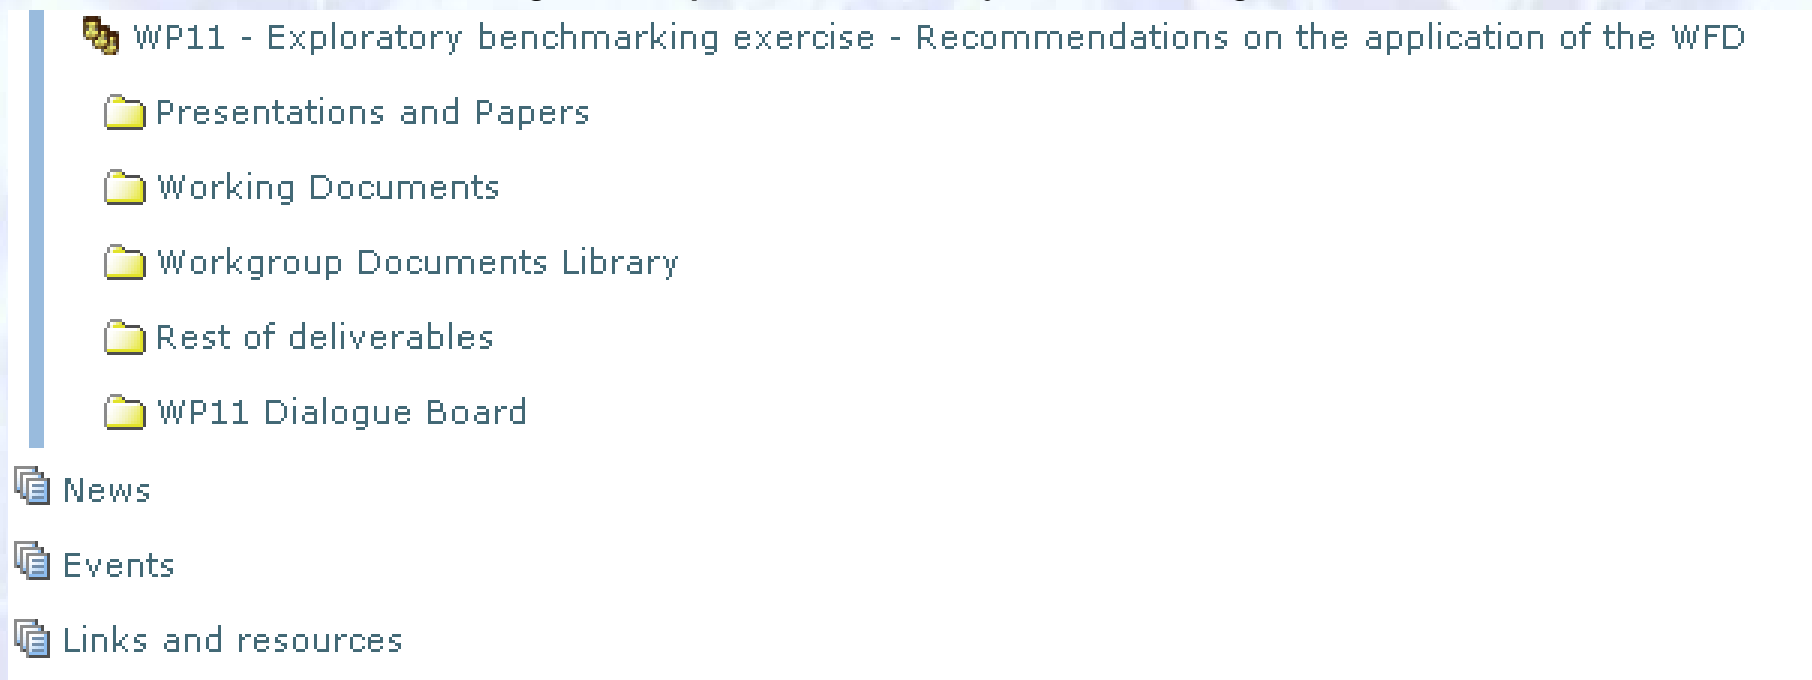 WP11 - Exploratory benchmarking exercise - Recommendations on the application of the WFD
Presentations and Papers
Working Documents
Workgroup Documents Library
Rest of deliverables
WP11 Dialogue Board
News
Events
Links and resources